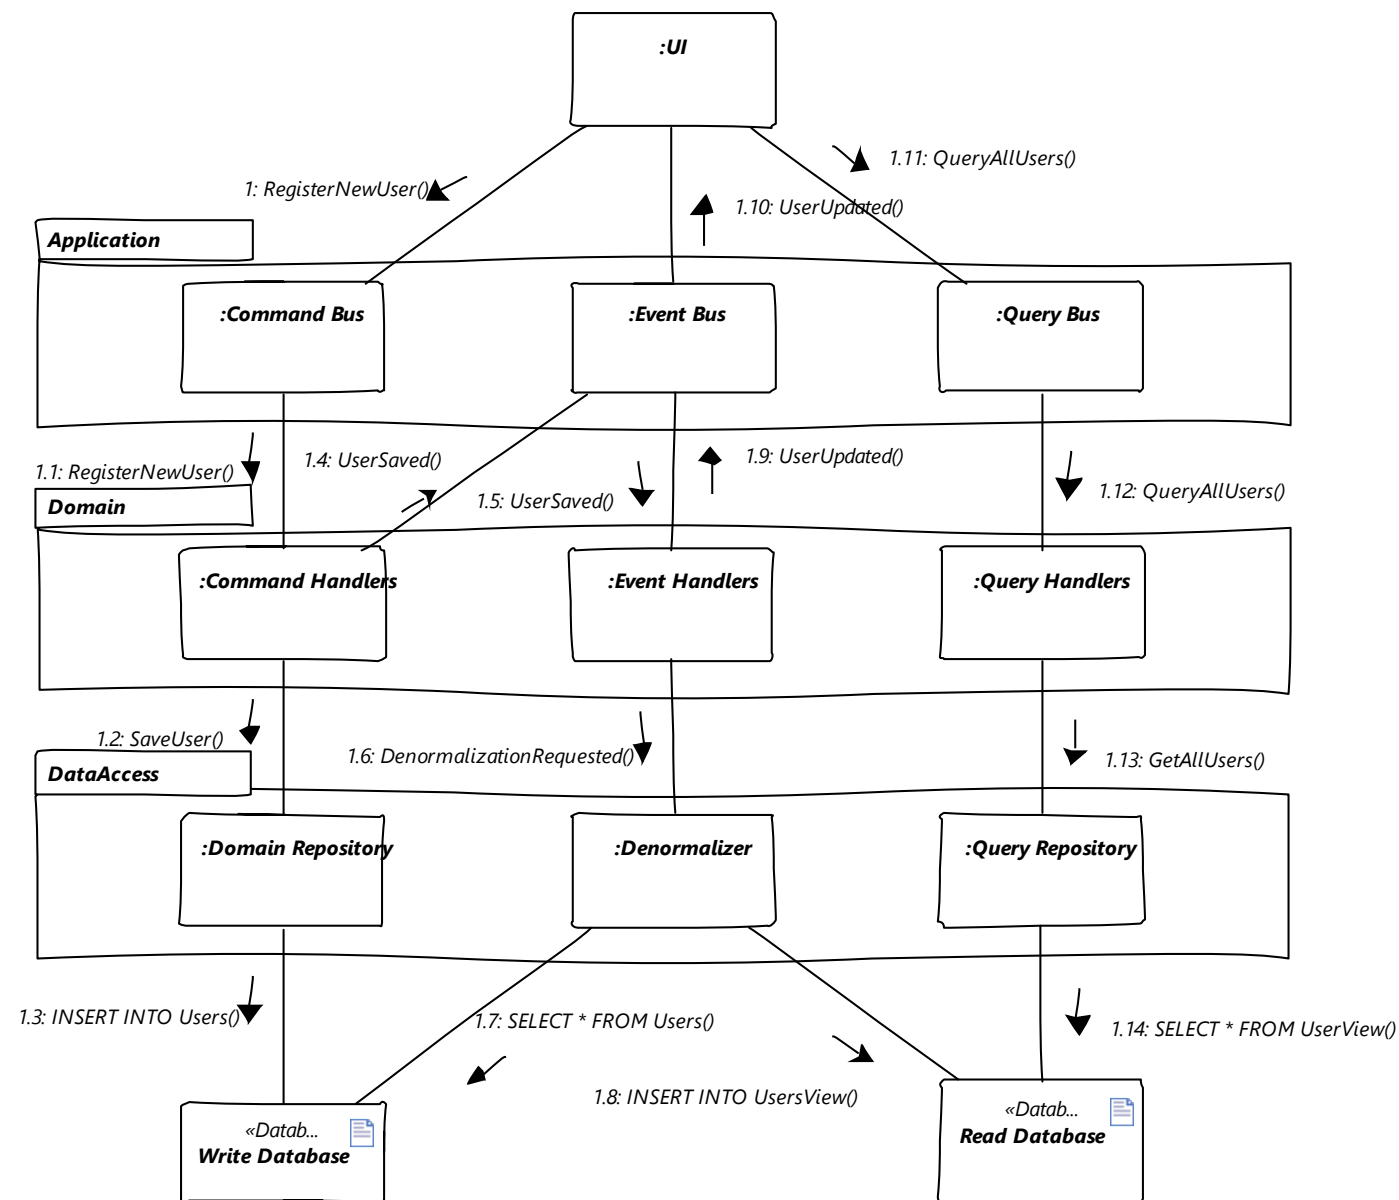 :UI
1.11: QueryAllUsers()
1: RegisterNewUser()
1.10: UserUpdated()
Application
:Command Bus
:Event Bus
:Query Bus
1.1: RegisterNewUser()
1.4: UserSaved()
1.9: UserUpdated()
1.5: UserSaved()
1.12: QueryAllUsers()
Domain
:Command Handlers
:Event Handlers
:Query Handlers
1.2: SaveUser()
1.6: DenormalizationRequested()
1.13: GetAllUsers()
DataAccess
:Domain Repository
:Denormalizer
:Query Repository
1.3: INSERT INTO Users()
1.7: SELECT * FROM Users()
1.14: SELECT * FROM UserView()
1.8: INSERT INTO UsersView()
«Datab...
Write Database
«Datab...
Read Database